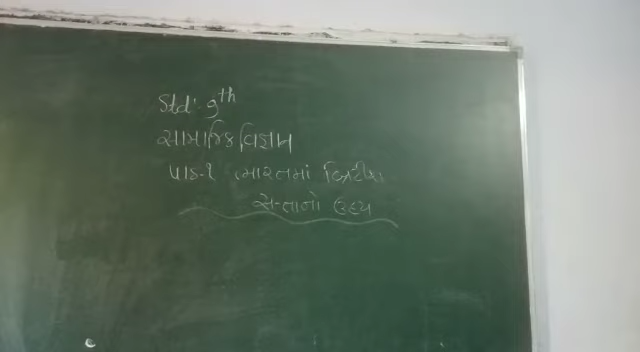 Std:- 9th
સામાજિક વિજ્ઞાન
પાઠ-૧ ભારતમાં બ્રિટીશ
સત્તાનો ઉદય